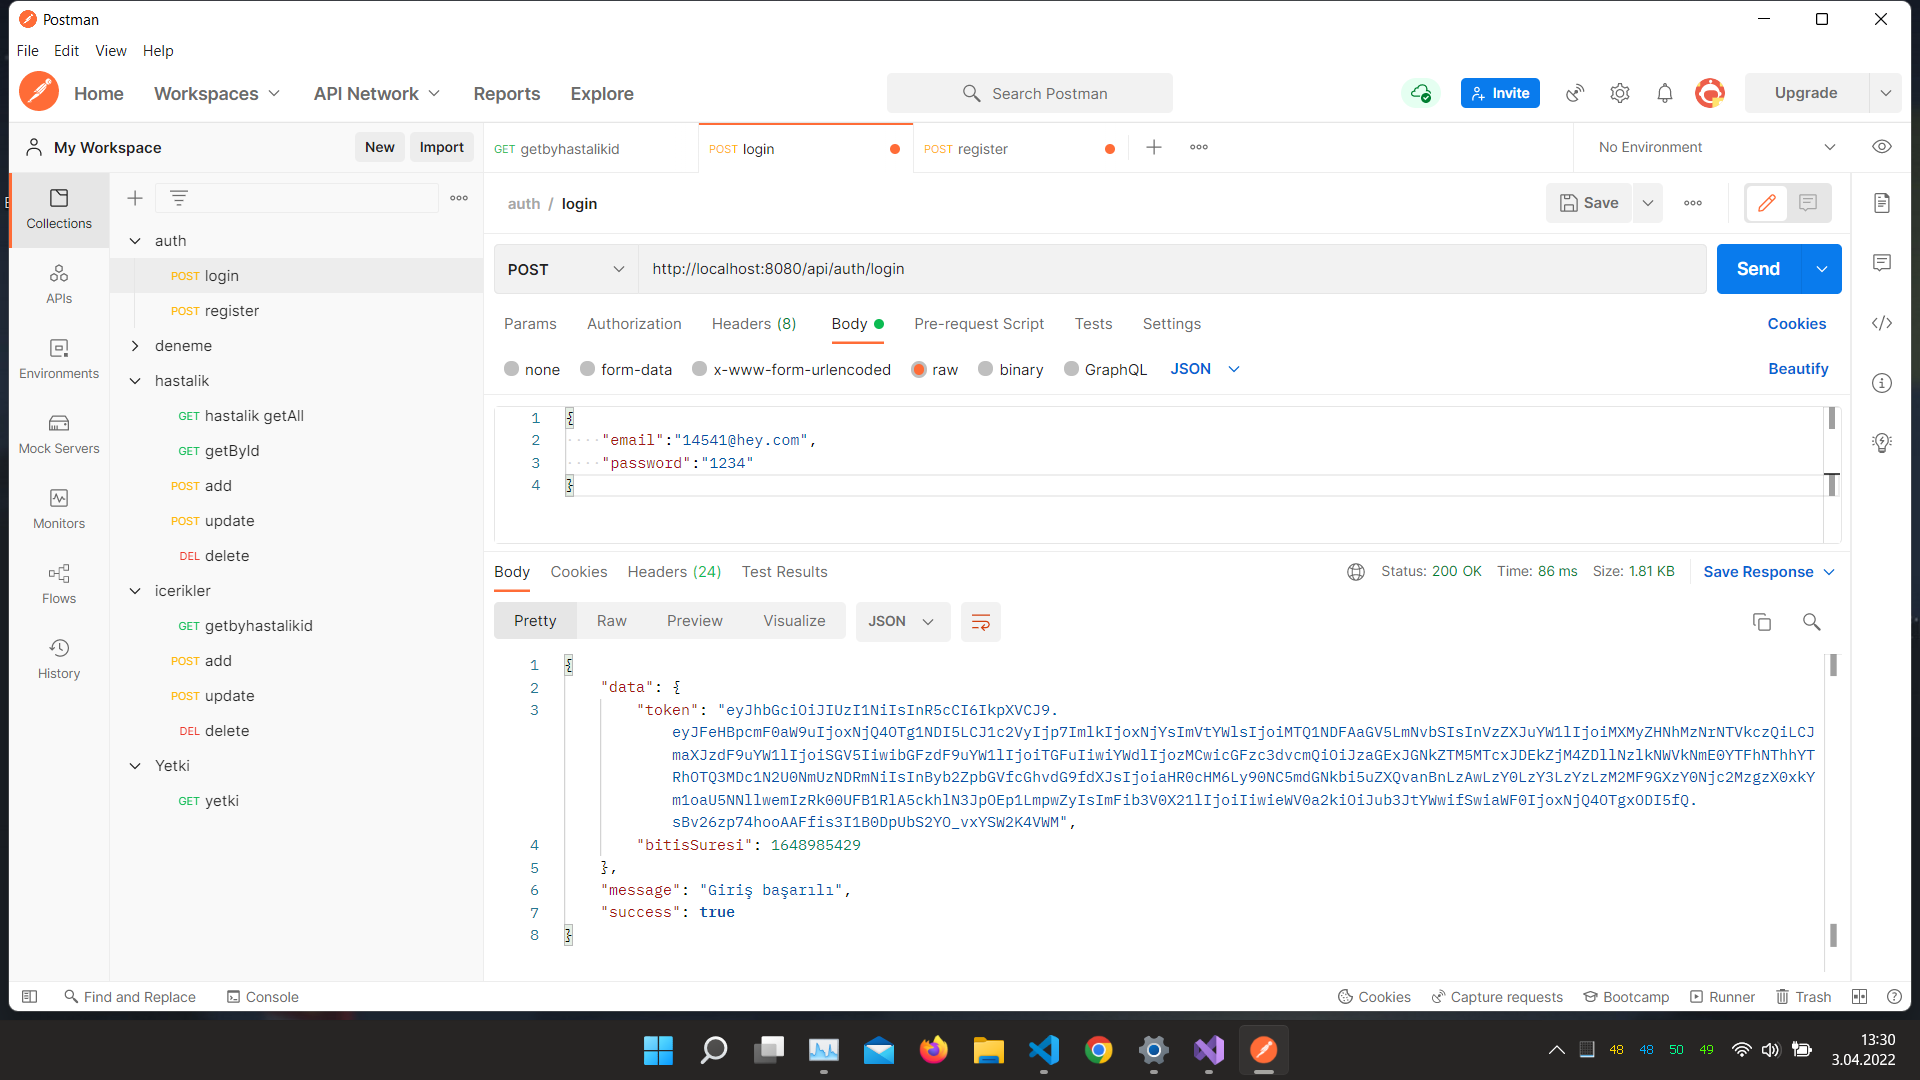 Postman
File Edit View Help
Home Workspaces API Network Reports Explore Search Postman Invite Upgrade
My Workspace New Import GET getbyhastalikid POST login POST register No Environment
Collections
APIs
Environments
Mock Servers
Monitors
Flows
History
auth
POST login
POST register
deneme
hastalik
GET hastalik getAll
GET getById
POST add
POST update
DEL delete
icerikler
GET getbyhastalikid
POST add
POST update
DEL delete
Yetki
GET yetki
auth / login Save
POST http://localhost:8080/api/auth/login Send
Params Authorization Headers (8) Body Pre-request Script Tests Settings Cookies
none form-data x-www-form-urlencoded raw binary GraphQL JSON Beautify
1 {
2 "email":"14541@hey.com",
3 "password":"1234"
4 }
Body Cookies Headers (24) Test Results Status: 200 OK Time: 86 ms Size: 1.81 KB Save Response
Pretty Raw Preview Visualize JSON
1 {
2 "data": {
3 "token": "eyJhbGciOiJIUzI1NiIsInR5cCI6IkpXVCJ9.
4 "bitisSuresi": 1648985429
5 },
6 "message": "Giriş başarılı",
7 "success": true
8 }
Find and Replace Console Cookies Capture requests Bootcamp Runner Trash
48 48 50 49
13:30
3.04.2022